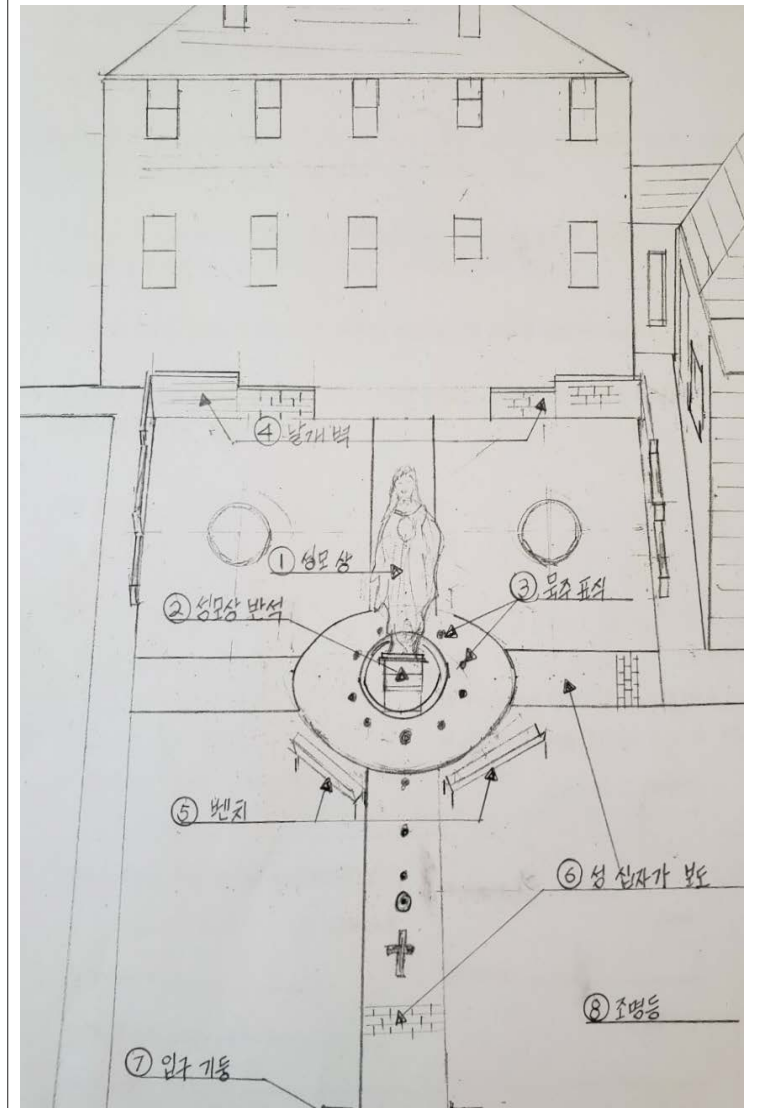 ④ 날개벽
① 성모상
③ 묵주 표식
② 성모상 반석
⑤ 벤치
⑥ 성 십자가 보도
⑧ 조명등
⑦ 입구 기둥